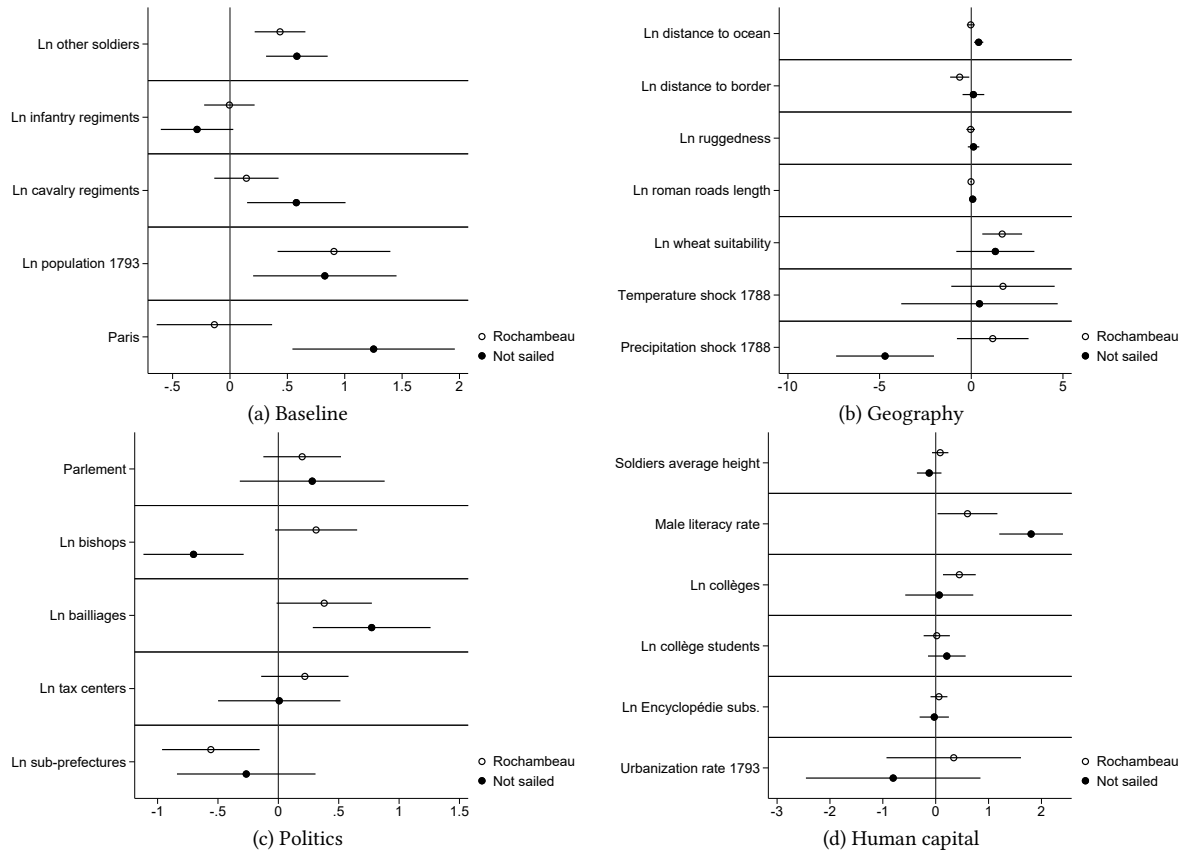 Ln other soldiers
Ln infantry regiments
Ln cavalry regiments
Ln population 1793
Paris
Rochambeau
Not sailed
-.5 0 .5 1 1.5 2
(a) Baseline
Ln distance to ocean
Ln distance to border
Ln ruggedness
Ln roman roads length
Ln wheat suitability
Temperature shock 1788
Precipitation shock 1788
Rochambeau
Not sailed
-10 -5 0 5
(b) Geography
Parlement
Ln bishops
Ln bailliages
Ln tax centers
Ln sub-prefectures
Rochambeau
Not sailed
-1 -.5 0 .5 1 1.5
(c) Politics
Soldiers average height
Male literacy rate
Ln collèges
Ln collège students
Ln Encyclopédie subs.
Urbanization rate 1793
Rochambeau
Not sailed
-3 -2 -1 0 1 2
(d) Human capital